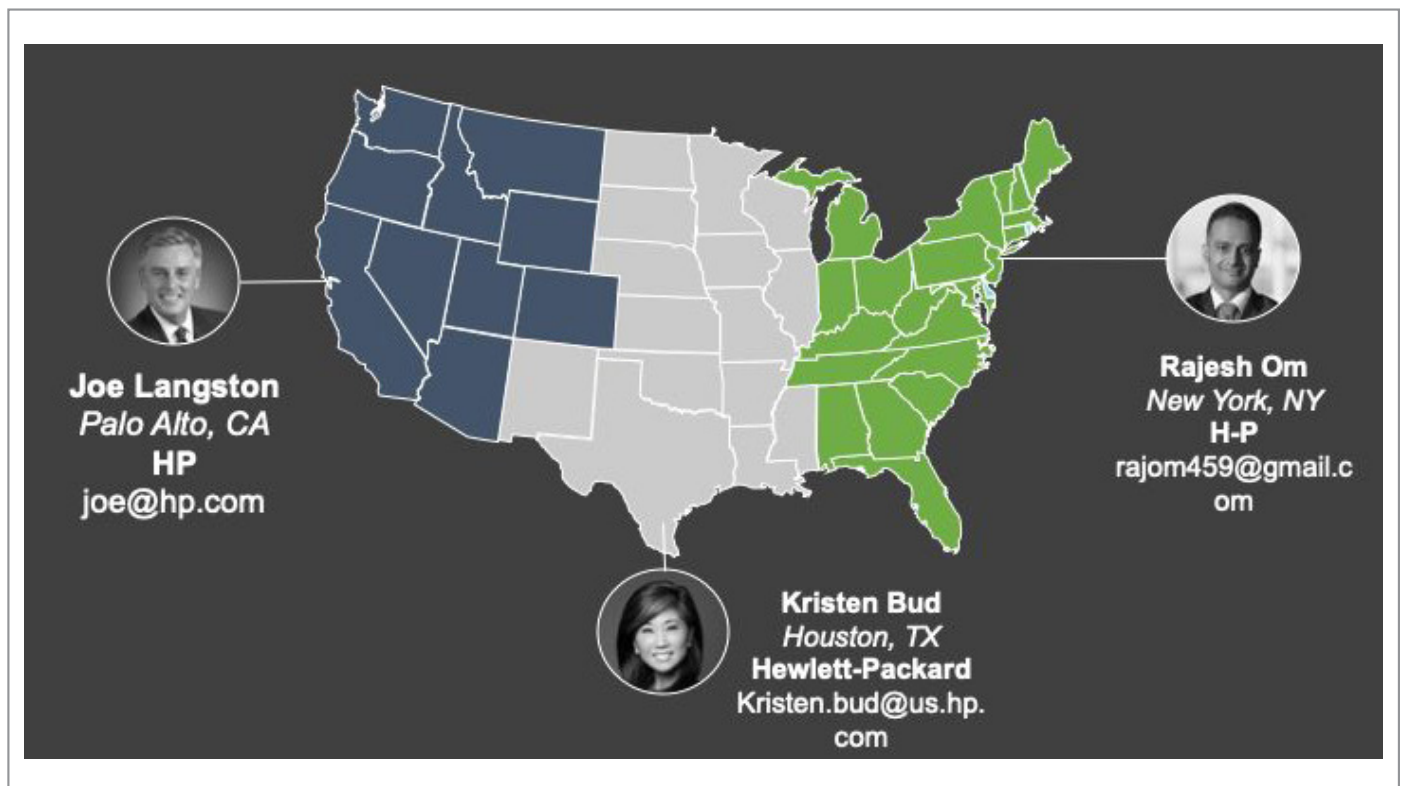 Joe Langston
Palo Alto, CA
HP
joe@hp.com
Kristen Bud
Houston, TX
Hewlett-Packard
Kristen.bud@us.hp.
com
Rajesh Om
New York, NY
H-P
rajom459@gmail.c
om